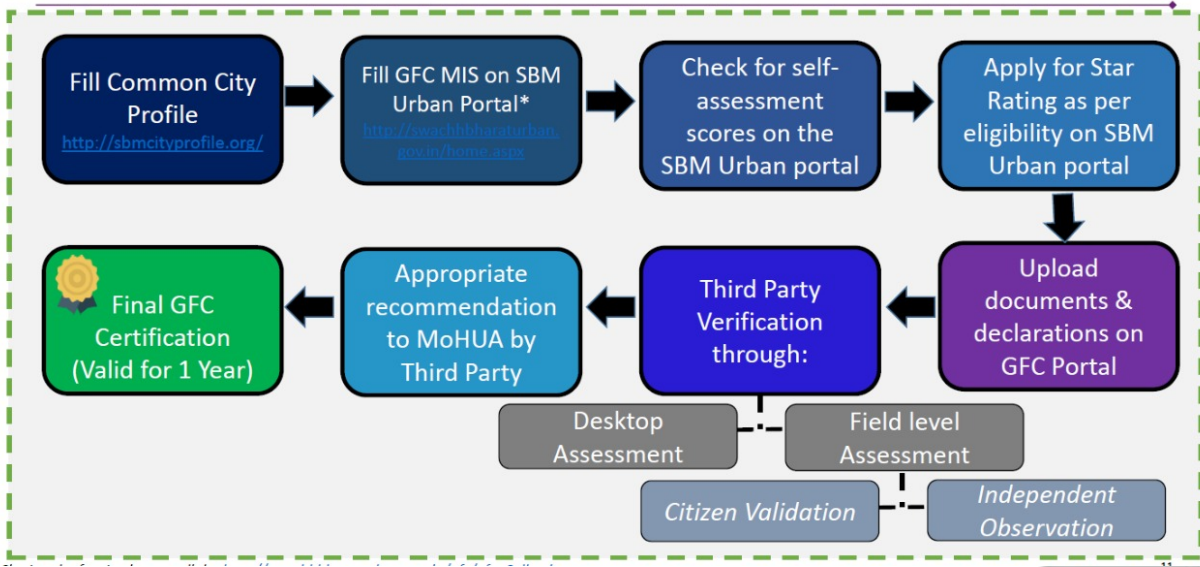 Fill Common City
Profile
http://sbmcityprofile.org/
Fill GFC MIS on SBM
Urban Portal*
http://swachhbharaturban.
gov.in/home.aspx
Check for self-
assessment
scores on the
SBM Urban portal
Apply for Star
Rating as per
eligibility on SBM
Urban portal
Upload
documents &
declarations on
GFC Portal
Third Party
Verification
through:
Appropriate
recommendation
to MoHUA by
Third Party
Final GFC
Certification
(Valid for 1 Year)
Desktop
Assessment
Field level
Assessment
Citizen Validation
Independent
Observation